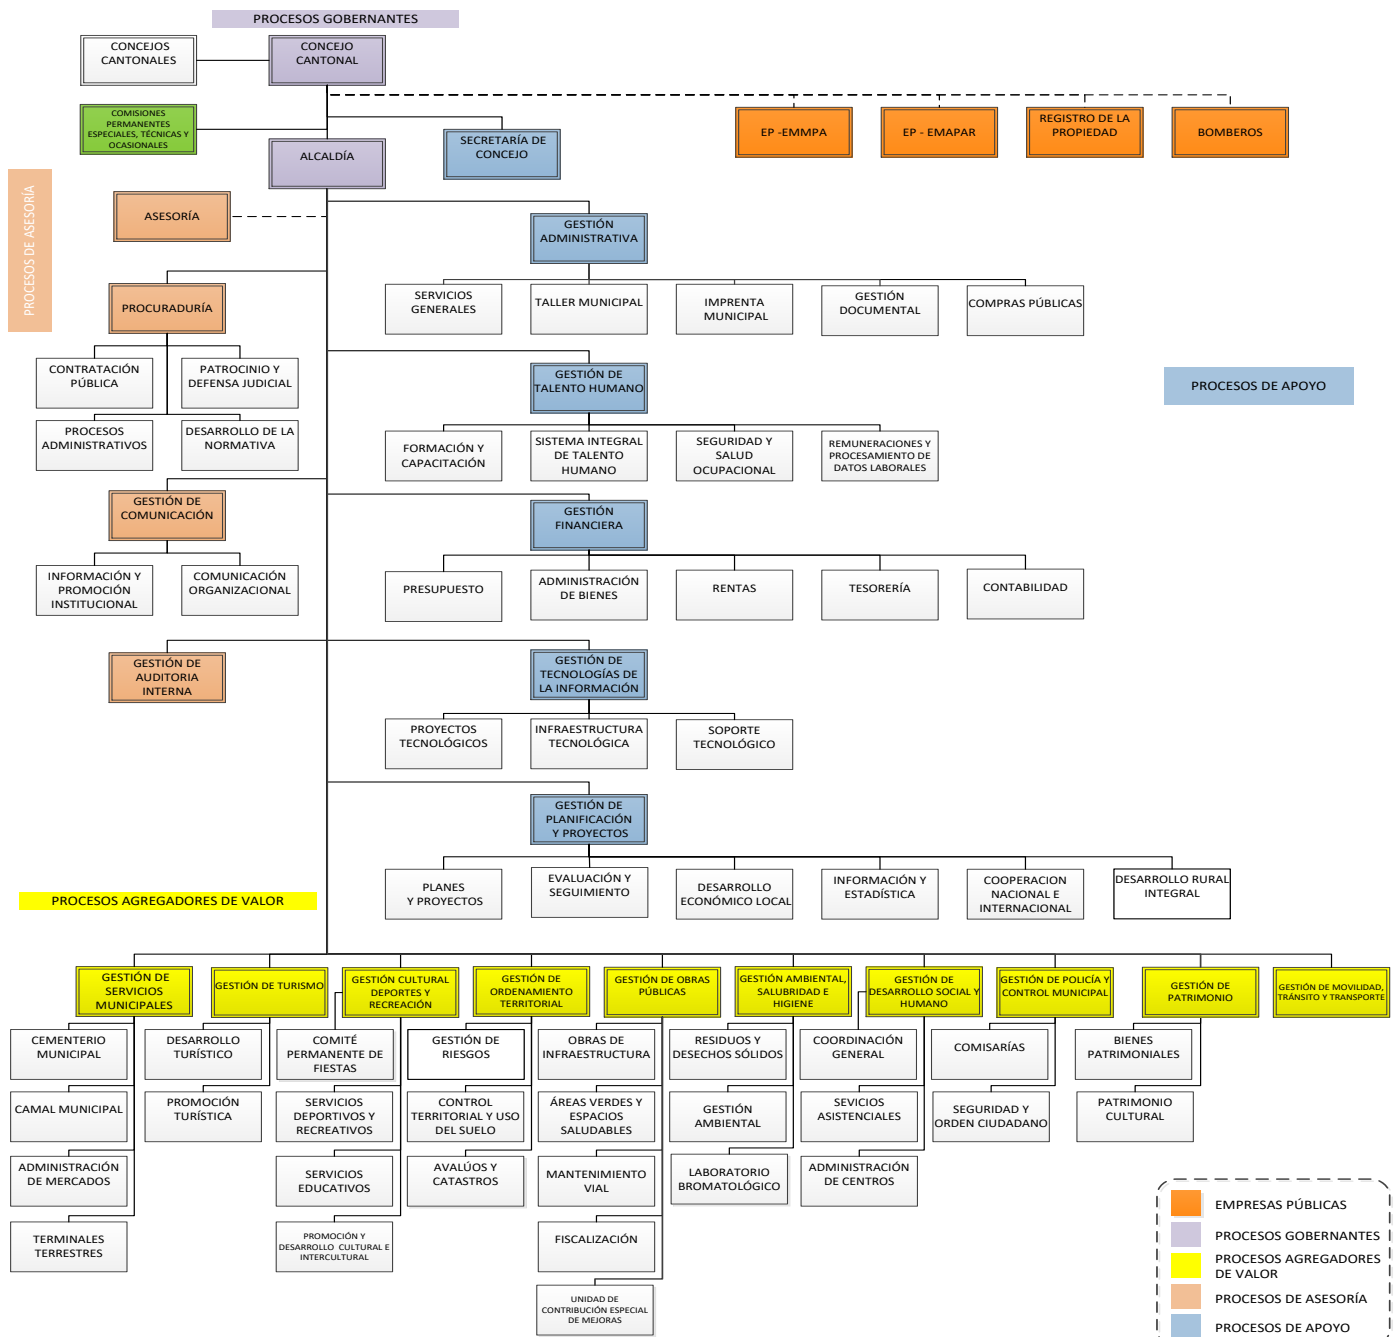 PROCESOS GOBERNANTES
CONCEJOS
CANTONALES
CONCEJO
CANTONAL
COMISIONES
PERMANENTES
ESPECIALES, TÉCNICAS Y
OCASIONALES
ALCALDÍA
SECRETARÍA DE
CONCEJO
EP -EMMPA
EP - EMAPAR
REGISTRO DE LA
PROPIEDAD
BOMBEROS
PROCESOS DE ASESORÍA
ASESORÍA
GESTIÓN
ADMINISTRATIVA
SERVICIOS
GENERALES
TALLER MUNICIPAL
IMPRENTA
MUNICIPAL
GESTIÓN
DOCUMENTAL
COMPRAS PÚBLICAS
PROCURADURÍA
CONTRATACIÓN
PÚBLICA
PATROCINIO Y
DEFENSA JUDICIAL
PROCESOS
ADMINISTRATIVOS
DESARROLLO DE LA
NORMATIVA
GESTIÓN DE
TALENTO HUMANO
PROCESOS DE APOYO
FORMACIÓN Y
CAPACITACIÓN
SISTEMA INTEGRAL
DE TALENTO
HUMANO
SEGURIDAD Y
SALUD
OCUPACIONAL
REMUNERACIONES Y
PROCESAMIENTO DE
DATOS LABORALES
GESTIÓN DE
COMUNICACIÓN
INFORMACIÓN Y
PROMOCIÓN
INSTITUCIONAL
COMUNICACIÓN
ORGANIZACIONAL
GESTIÓN
FINANCIERA
PRESUPUESTO
ADMINISTRACIÓN
DE BIENES
RENTAS
TESORERÍA
CONTABILIDAD
GESTIÓN DE
AUDITORIA
INTERNA
GESTIÓN DE
TECNOLOGÍAS DE
LA INFORMACIÓN
PROYECTOS
TECNOLÓGICOS
INFRAESTRUCTURA
TECNOLÓGICA
SOPORTE
TECNOLÓGICO
GESTIÓN DE
PLANIFICACIÓN
Y PROYECTOS
PLANES
Y PROYECTOS
EVALUACIÓN Y
SEGUIMIENTO
DESARROLLO
ECONÓMICO LOCAL
INFORMACIÓN Y
ESTADÍSTICA
COOPERACION
NACIONAL E
INTERNACIONAL
DESARROLLO RURAL
INTEGRAL
PROCESOS AGREGADORES DE VALOR
GESTIÓN DE
SERVICIOS
MUNICIPALES
CEMENTERIO
MUNICIPAL
CAMAL MUNICIPAL
ADMINISTRACIÓN
DE MERCADOS
TERMINALES
TERRESTRES
GESTIÓN DE TURISMO
DESARROLLO
TURÍSTICO
PROMOCIÓN
TURÍSTICA
GESTIÓN CULTURAL
DEPORTES Y
RECREACIÓN
COMITÉ
PERMANENTE DE
FIESTAS
SERVICIOS
DEPORTIVOS Y
RECREATIVOS
SERVICIOS
EDUCATIVOS
PROMOCIÓN Y
DESARROLLO CULTURAL E
INTERCULTURAL
GESTIÓN DE
ORDENAMIENTO
TERRITORIAL
GESTIÓN DE
RIESGOS
CONTROL
TERRITORIAL Y USO
DEL SUELO
AVALÚOS Y
CATASTROS
GESTIÓN DE OBRAS
PÚBLICAS
OBRAS DE
INFRAESTRUCTURA
ÁREAS VERDES Y
ESPACIOS
SALUDABLES
MANTENIMIENTO
VIAL
FISCALIZACIÓN
UNIDAD DE
CONTRIBUCIÓN ESPECIAL
DE MEJORAS
GESTIÓN AMBIENTAL,
SALUBRIDAD E
HIGIENE
RESIDUOS Y
DESECHOS SÓLIDOS
GESTIÓN
AMBIENTAL
LABORATORIO
BROMATOLÓGICO
GESTIÓN DE
DESARROLLO SOCIAL Y
HUMANO
COORDINACIÓN
GENERAL
SEVICIOS
ASISTENCIALES
ADMINISTRACIÓN
DE CENTROS
GESTIÓN DE POLICÍA Y
CONTROL MUNICIPAL
COMISARÍAS
SEGURIDAD Y
ORDEN CIUDADANO
GESTIÓN DE
PATRIMONIO
BIENES
PATRIMONIALES
PATRIMONIO
CULTURAL
GESTIÓN DE MOVILIDAD,
TRÁNSITO Y TRANSPORTE
EMPRESAS PÚBLICAS
PROCESOS GOBERNANTES
PROCESOS AGREGADORES
DE VALOR
PROCESOS DE ASESORÍA
PROCESOS DE APOYO